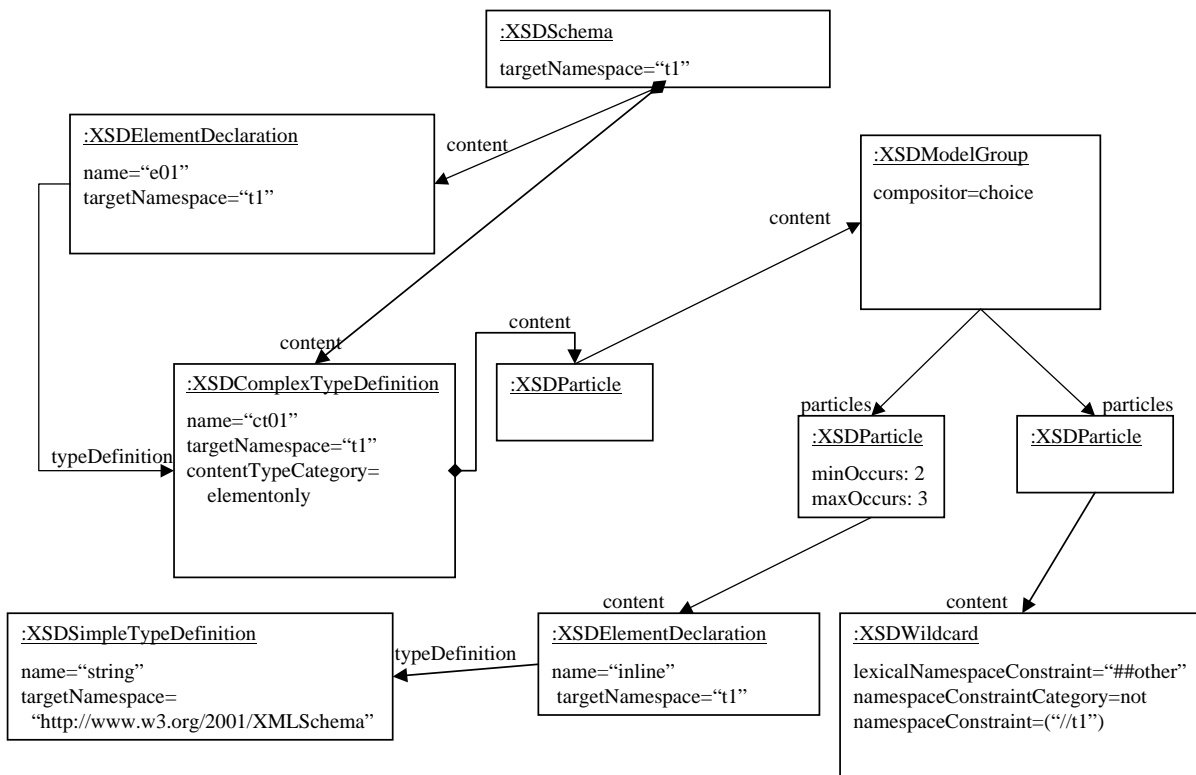 :XSDSchema
targetNamespace=“t1”
:XSDElementDeclaration
name=“e01”
targetNamespace=“t1”
content
:XSDModelGroup
compositor=choice
content
content
content
:XSDComplexTypeDefinition
name=“ct01”
targetNamespace=“t1”
contentTypeCategory=
elementonly
typeDefinition
:XSDParticle
particles
:XSDParticle
minOccurs: 2
maxOccurs: 3
particles
:XSDParticle
:XSDSimpleTypeDefinition
name=“string”
targetNamespace=
“http://www.w3.org/2001/XMLSchema”
typeDefinition
content
:XSDElementDeclaration
name=“inline”
targetNamespace=“t1”
content
:XSDWildcard
lexicalNamespaceConstraint=“##other”
namespaceConstraintCategory=not
namespaceConstraint=(“//t1”)